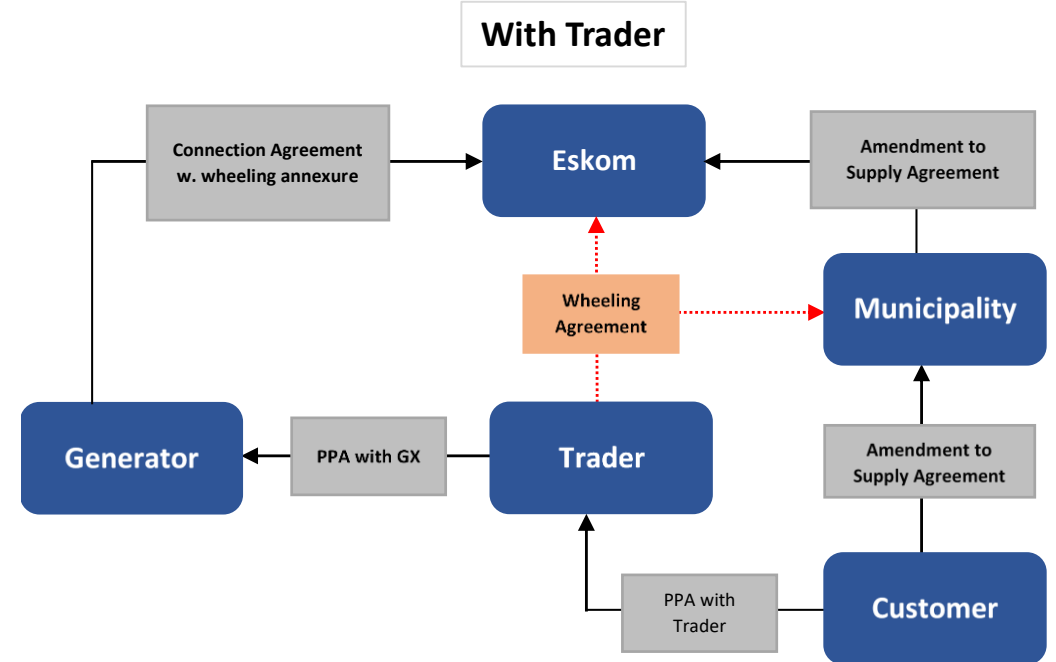 With Trader
Connection Agreement
w. wheeling annexure
Eskom
Amendment to
Supply Agreement
Wheeling
Agreement
Municipality
Generator
PPA with GX
Trader
Amendment to
Supply Agreement
PPA with
Trader
Customer